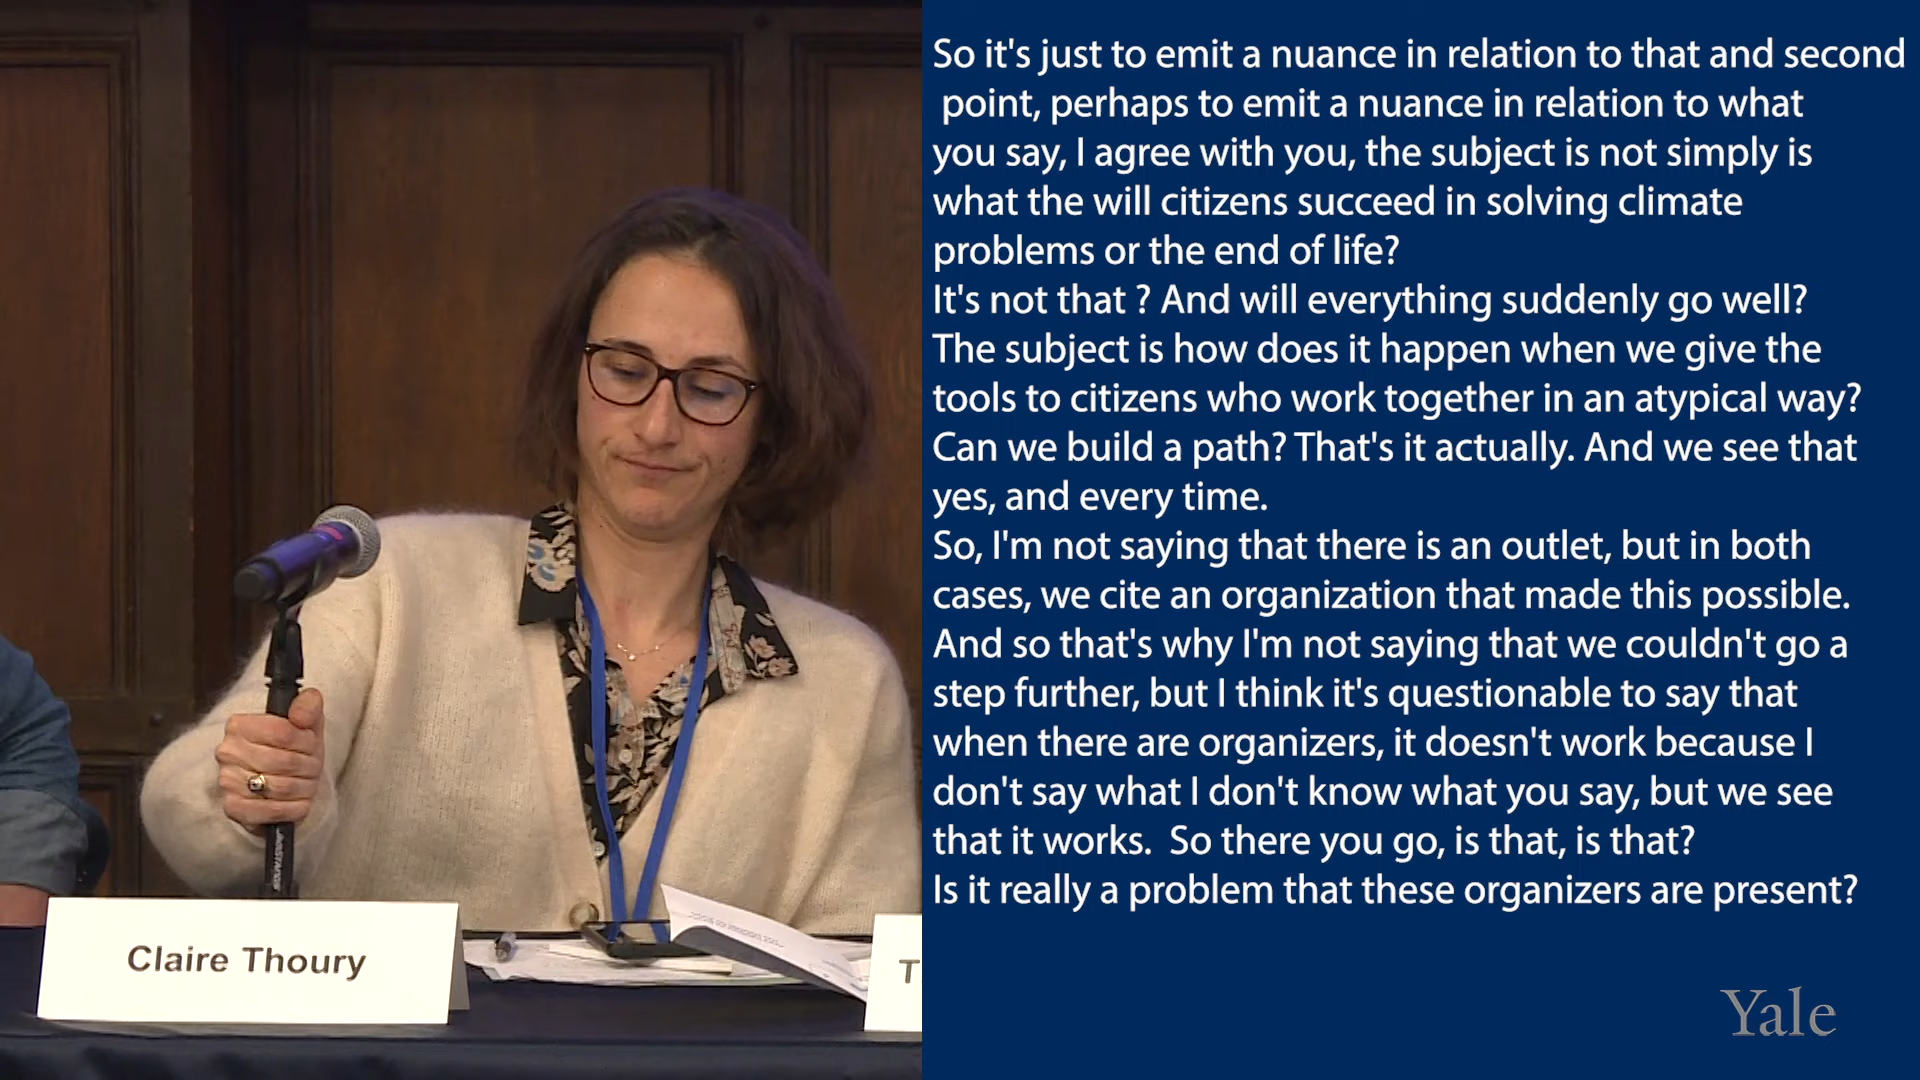 So it's just to emit a nuance in relation to that and second
point, perhaps to emit a nuance in relation to what
you say, I agree with you, the subject is not simply is
what the will citizens succeed in solving climate
problems or the end of life?
It's not that ? And will everything suddenly go well?
The subject is how does it happen when we give the
tools to citizens who work together in an atypical way?
Can we build a path? That's it actually. And we see that
yes, and every time.
So, I'm not saying that there is an outlet, but in both
cases, we cite an organization that made this possible.
And so that's why I'm not saying that we couldn't go a
step further, but I think it's questionable to say that
when there are organizers, it doesn't work because I
don't say what I don't know what you say, but we see
that it works.  So there you go, is that, is that?
Is it really a problem that these organizers are present?
Claire Thoury
T
Yale